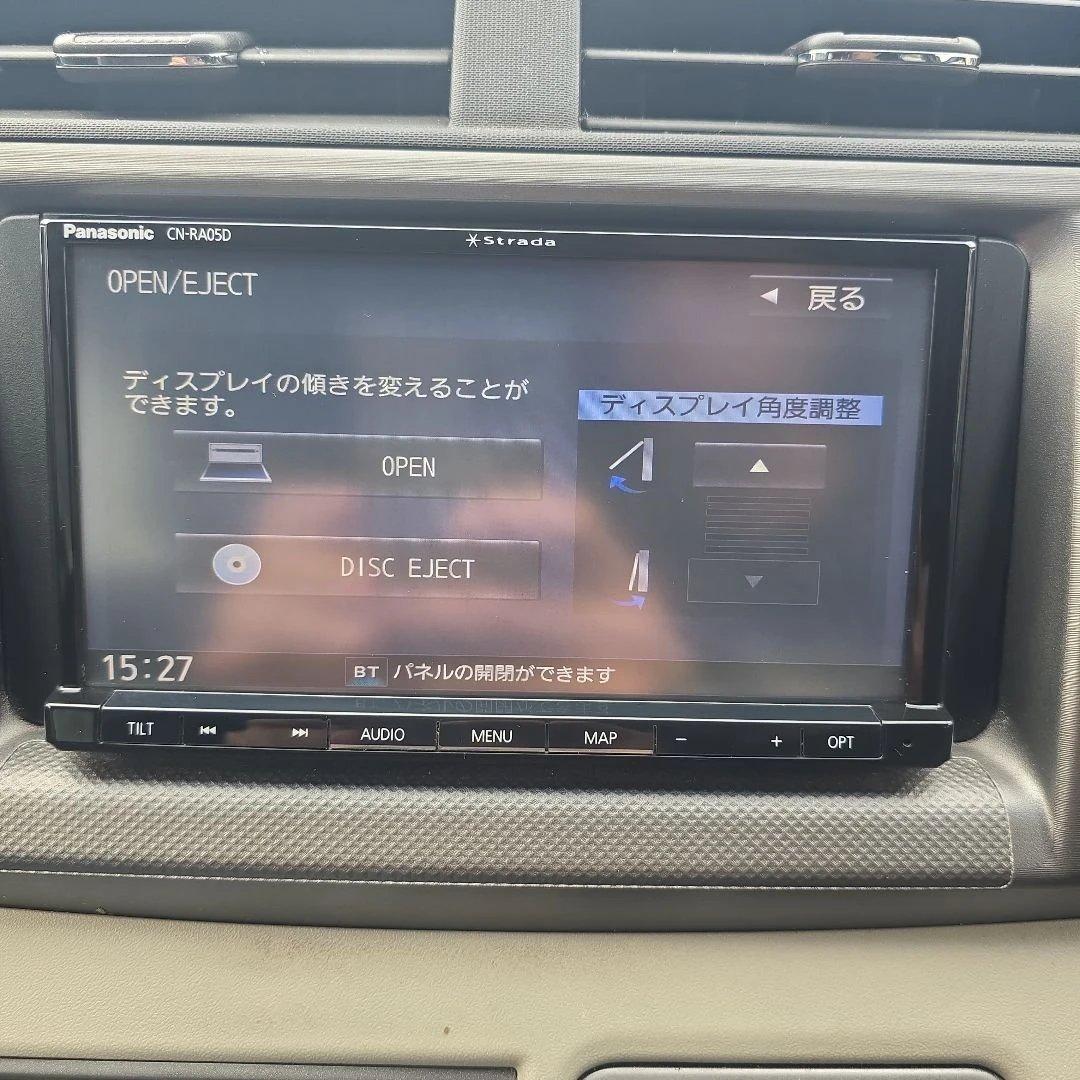 Panasonic CN-RA05D
Strada
OPEN/EJECT
戻る
ディスプレイの傾きを変えることが
できます。
ディスプレイ角度調整
OPEN
DISC EJECT
15:27
BT パネルの開閉ができます
TILT
AUDIO
MENU
MAP
− +
OPT